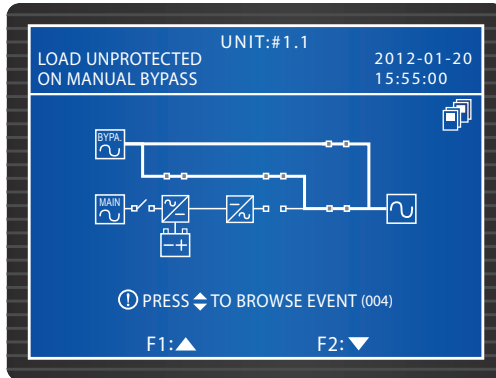 UNIT:#1.1
LOAD UNPROTECTED
ON MANUAL BYPASS
2012-01-20
15:55:00
BYPA.
MAIN
PRESS TO BROWSE EVENT (004)
F1: F2: